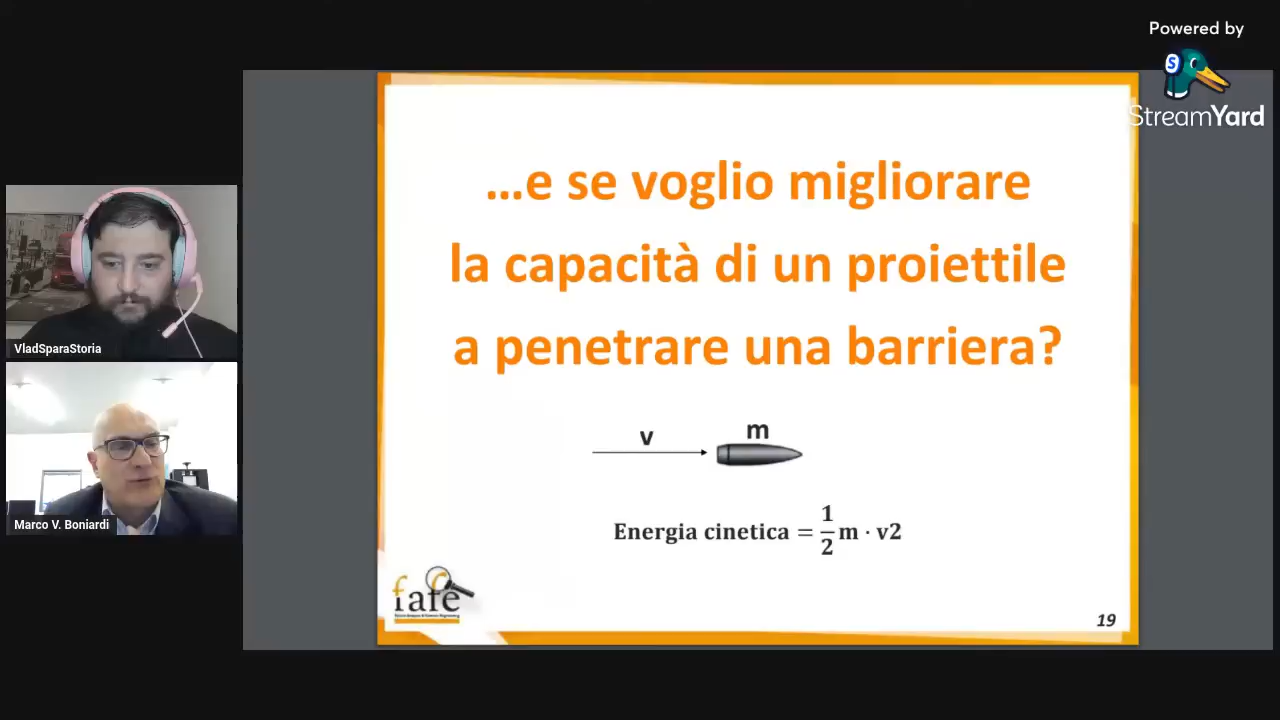 Powered by
StreamYard
…e se voglio migliorare
la capacità di un proiettile
a penetrare una barriera?
v
m
Energia cinetica = 1/2 m · v2
fafe
19
VladSparaStoria
Marco V. Boniardi